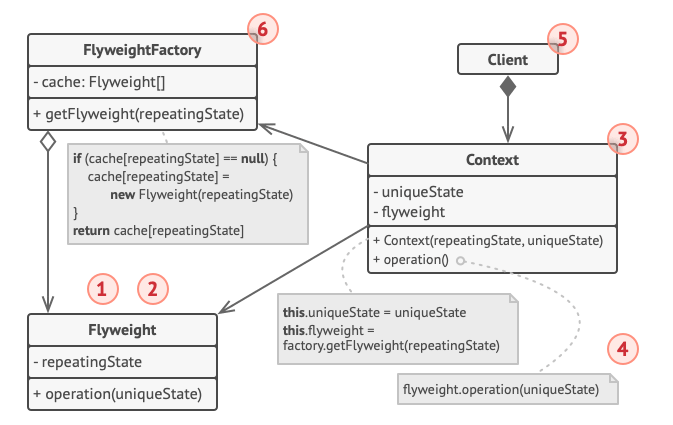 6
FlyweightFactory
- cache: Flyweight[]
+ getFlyweight(repeatingState)
if (cache[repeatingState] == null) {
cache[repeatingState] =
new Flyweight(repeatingState)
}
return cache[repeatingState]
5
Client
3
Context
- uniqueState
- flyweight
+ Context(repeatingState, uniqueState)
+ operation()
this.uniqueState = uniqueState
this.flyweight =
factory.getFlyweight(repeatingState)
4
flyweight.operation(uniqueState)
1 2
Flyweight
- repeatingState
+ operation(uniqueState)